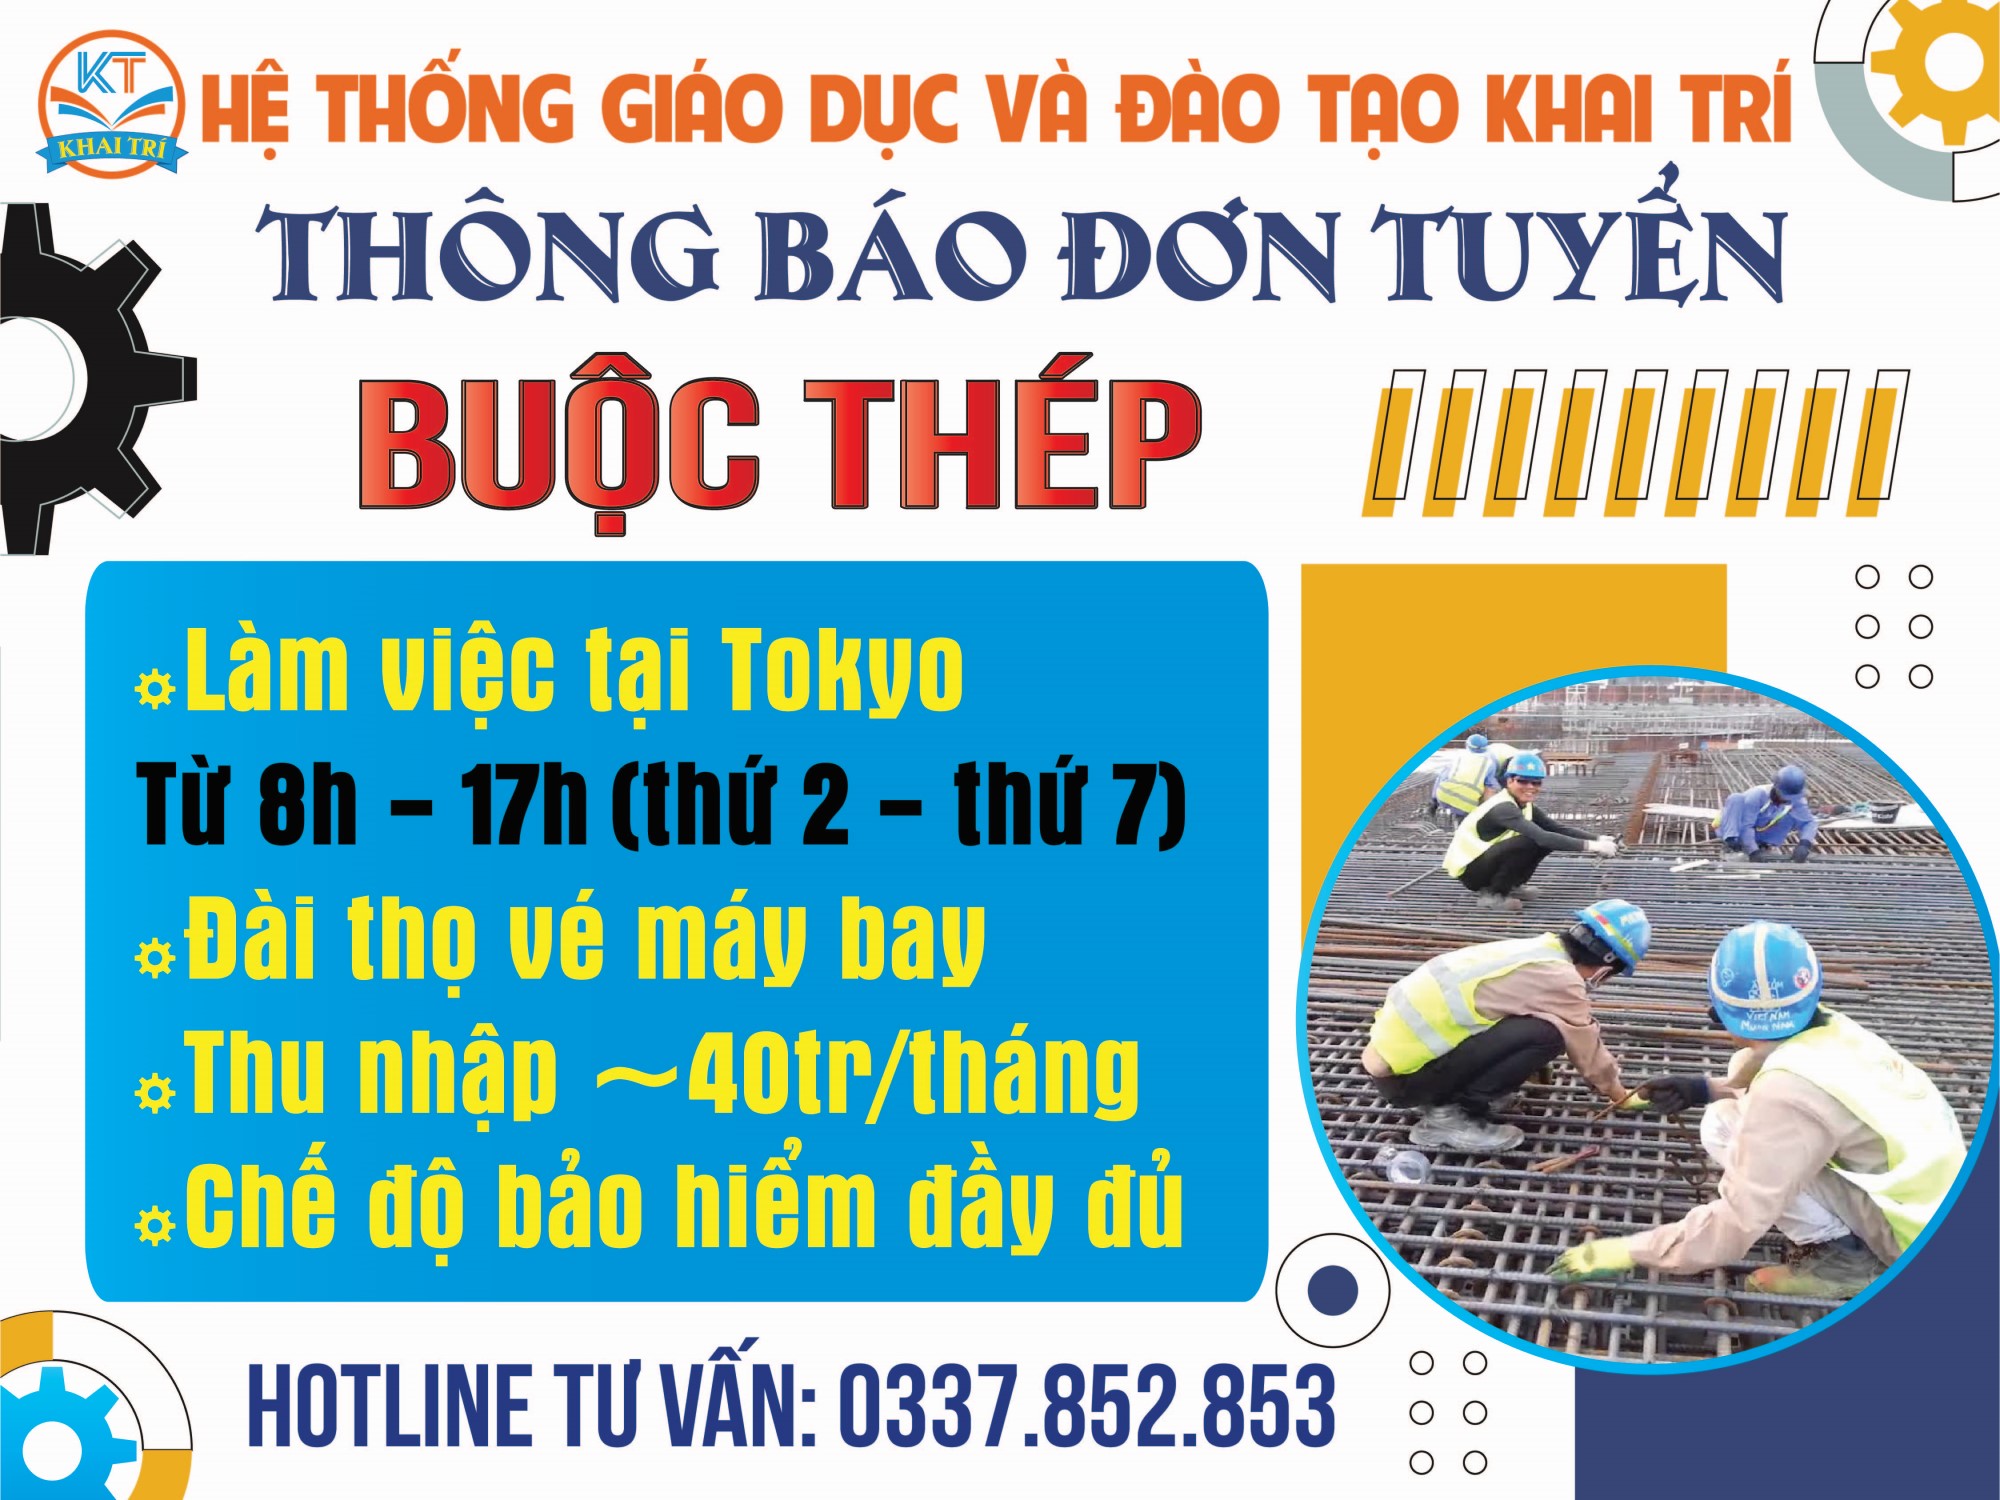 KT
KHAI TRÍ
HỆ THỐNG GIÁO DỤC VÀ ĐÀO TẠO KHAI TRÍ
THÔNG BÁO ĐƠN TUYỂN
BUỘC THÉP
Làm việc tại Tokyo
Từ 8h – 17h (thứ 2 – thứ 7)
Đài thọ vé máy bay
Thu nhập ~40tr/tháng
Chế độ bảo hiểm đầy đủ
VIỆT NAM
HOTLINE TƯ VẤN: 0337.852.853